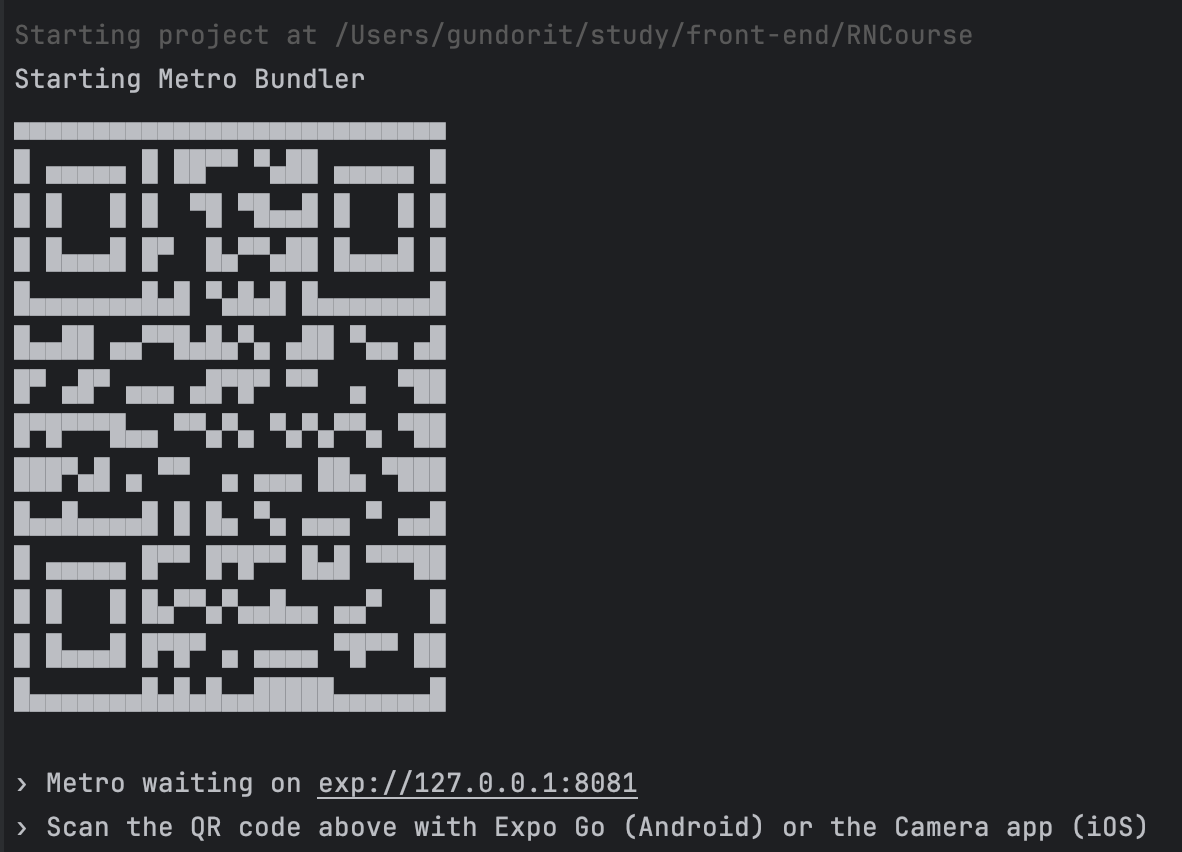 Starting project at /Users/gundorit/study/front-end/RNCourse
Starting Metro Bundler
› Metro waiting on exp://127.0.0.1:8081
› Scan the QR code above with Expo Go (Android) or the Camera app (iOS)